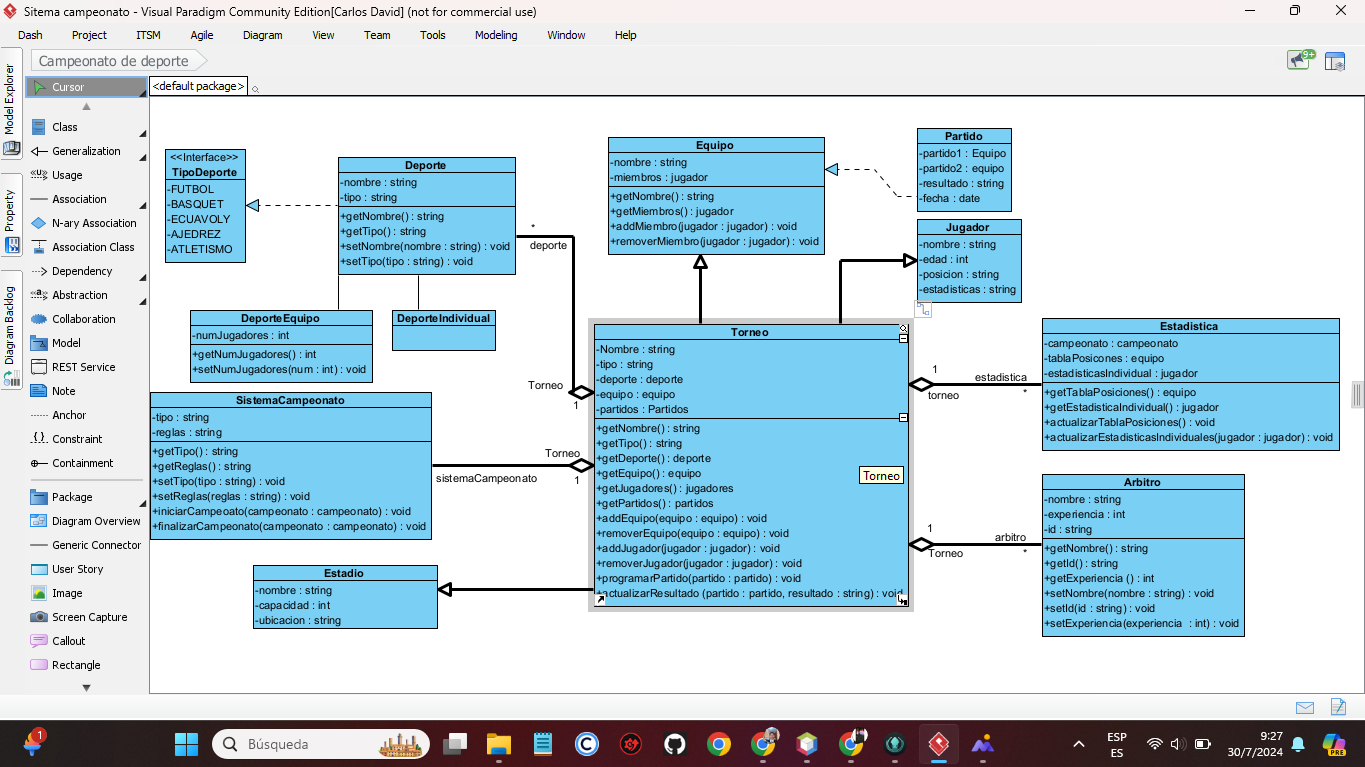 Sitema campeonato - Visual Paradigm Community Edition[Carlos David] (not for commercial use)
Dash Project ITSM Agile Diagram View Team Tools Modeling Window Help
Campeonato de deporte
9+
Model Explorer
Property
Diagram Backlog
Cursor
Class
Generalization
Usage
Association
N-ary Association
Association Class
Dependency
Abstraction
Collaboration
Model
REST Service
Note
Anchor
Constraint
Containment
Package
Diagram Overview
Generic Connector
User Story
Image
Screen Capture
Callout
Rectangle
<default package>
<<Interface>>
TipoDeporte
-FUTBOL
-BASQUET
-ECUAVOLY
-AJEDREZ
-ATLETISMO
Deporte
-nombre : string
-tipo : string
+getNombre() : string
+getTipo() : string
+setNombre(nombre : string) : void
+setTipo(tipo : string) : void
*
deporte
Equipo
-nombre : string
-miembros : jugador
+getNombre() : string
+getMiembros() : jugador
+addMiembro(jugador : jugador) : void
+removerMiembro(jugador : jugador) : void
Partido
-partido1 : Equipo
-partido2 : equipo
-resultado : string
-fecha : date
Jugador
-nombre : string
-edad : int
-posicion : string
-estadisticas : string
DeporteEquipo
-numJugadores : int
+getNumJugadores() : int
+setNumJugadores(num : int) : void
DeporteIndividual
Torneo
-Nombre : string
-tipo : string
-deporte : deporte
-equipo : equipo
-partidos : Partidos
+getNombre() : string
+getTipo() : string
+getDeporte() : deporte
+getEquipo() : equipo
+getJugadores() : jugadores
+getPartidos() : partidos
+addEquipo(equipo : equipo) : void
+removerEquipo(equipo : equipo) : void
+addJugador(jugador : jugador) : void
+removerJugador(jugador : jugador) : void
+programarPartido(partido : partido) : void
+actualizarResultado (partido : partido, resultado : string) : void
Torneo
Torneo
1
Torneo
1
sistemaCampeonato
SistemaCampeonato
-tipo : string
-reglas : string
+getTipo() : string
+getReglas() : string
+setTipo(tipo : string) : void
+setReglas(reglas : string) : void
+iniciarCampeoato(campeonato : campeonato) : void
+finalizarCampeonato(campeonato : campeonato) : void
Estadio
-nombre : string
-capacidad : int
-ubicacion : string
1
torneo
estadistica
*
Estadistica
-campeonato : campeonato
-tablaPosicones : equipo
-estadisticasIndividual : jugador
+getTablaPosiciones() : equipo
+getEstadisticaIndividual() : jugador
+actualizarTablaPosiciones() : void
+actualizarEstadisticasIndividuales(jugador : jugador) : void
1
Torneo
arbitro
*
Arbitro
-nombre : string
-experiencia : int
-id : string
+getNombre() : string
+getId() : string
+getExperiencia () : int
+setNombre(nombre : string) : void
+setId(id : string) : void
+setExperiencia(experiencia : int) : void
1
Búsqueda
ESP
ES
9:27
30/7/2024
PRE